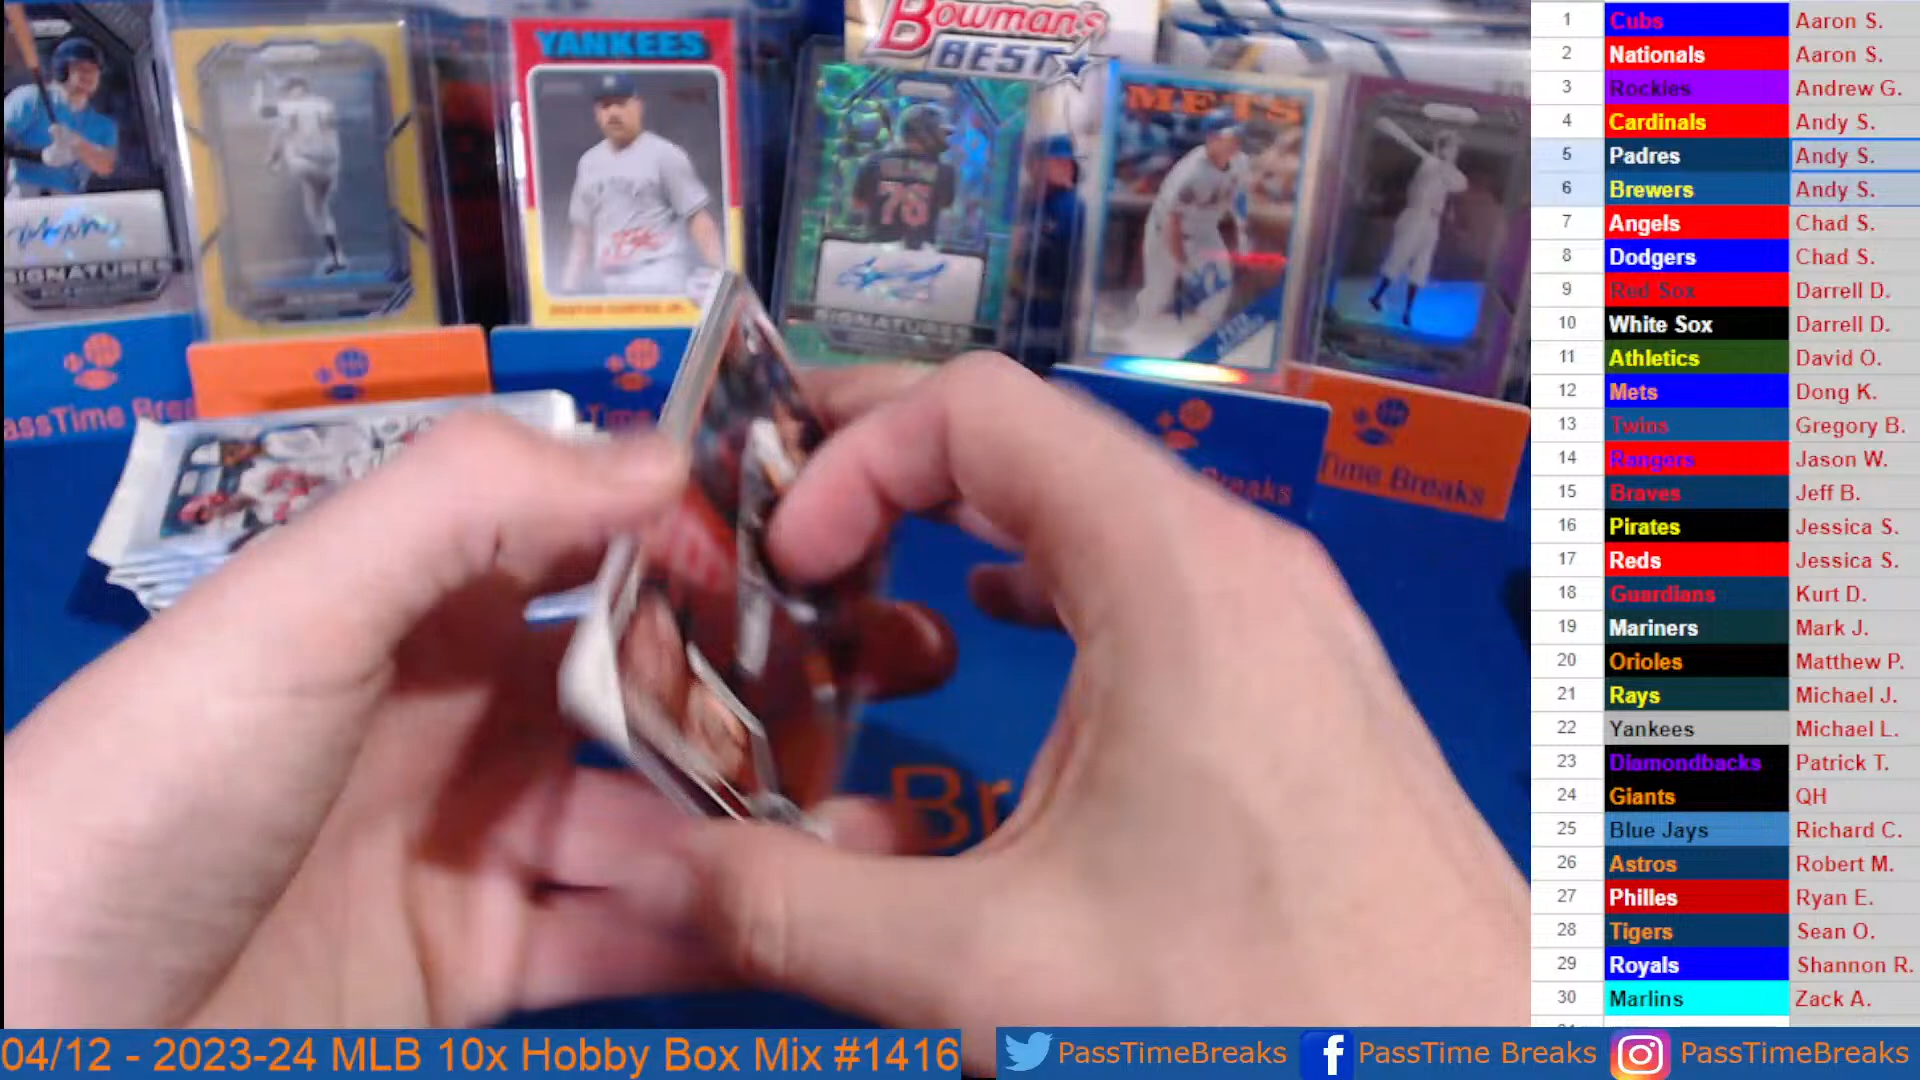 Bowman's
BEST
YANKEES
METS
76
SIGNATURES
SIGNATURES
PassTime Breaks
Time
Breaks
Time Breaks
Br
1 Cubs Aaron S.
2 Nationals Aaron S.
3 Rockies Andrew G.
4 Cardinals Andy S.
5 Padres Andy S.
6 Brewers Andy S.
7 Angels Chad S.
8 Dodgers Chad S.
9 Red Sox Darrell D.
10 White Sox Darrell D.
11 Athletics David O.
12 Mets Dong K.
13 Twins Gregory B.
14 Rangers Jason W.
15 Braves Jeff B.
16 Pirates Jessica S.
17 Reds Jessica S.
18 Guardians Kurt D.
19 Mariners Mark J.
20 Orioles Matthew P.
21 Rays Michael J.
22 Yankees Michael L.
23 Diamondbacks Patrick T.
24 Giants QH
25 Blue Jays Richard C.
26 Astros Robert M.
27 Philles Ryan E.
28 Tigers Sean O.
29 Royals Shannon R.
30 Marlins Zack A.
04/12 - 2023-24 MLB 10x Hobby Box Mix #1416
PassTimeBreaks
PassTime Breaks
PassTimeBreaks